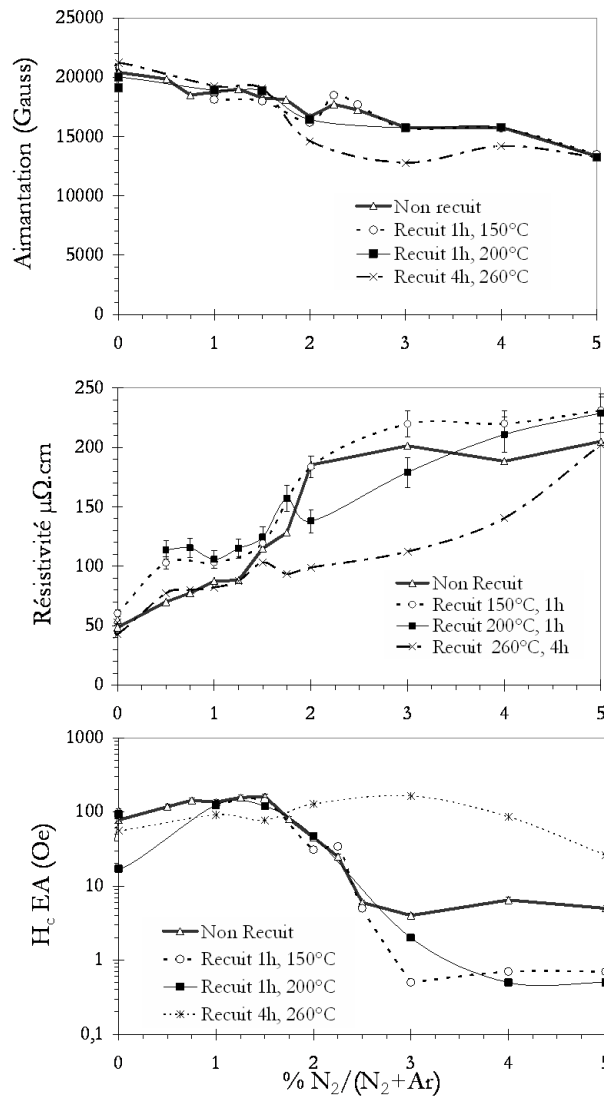 25000
20000
15000
10000
5000
0
Aimantation (Gauss)
Non recuit
Recuit 1h, 150°C
Recuit 1h, 200°C
Recuit 4h, 260°C
0 1 2 3 4 5
250
200
150
100
50
0
Résistivité µΩ.cm
Non Recuit
Recuit 150°C, 1h
Recuit 200°C, 1h
Recuit 260°C, 4h
0 1 2 3 4 5
1000
100
10
1
0,1
H_c EA (Oe)
Non Recuit
Recuit 1h, 150°C
Recuit 1h, 200°C
Recuit 4h, 260°C
0 1 2 3 4 5
% N₂/(N₂+Ar)